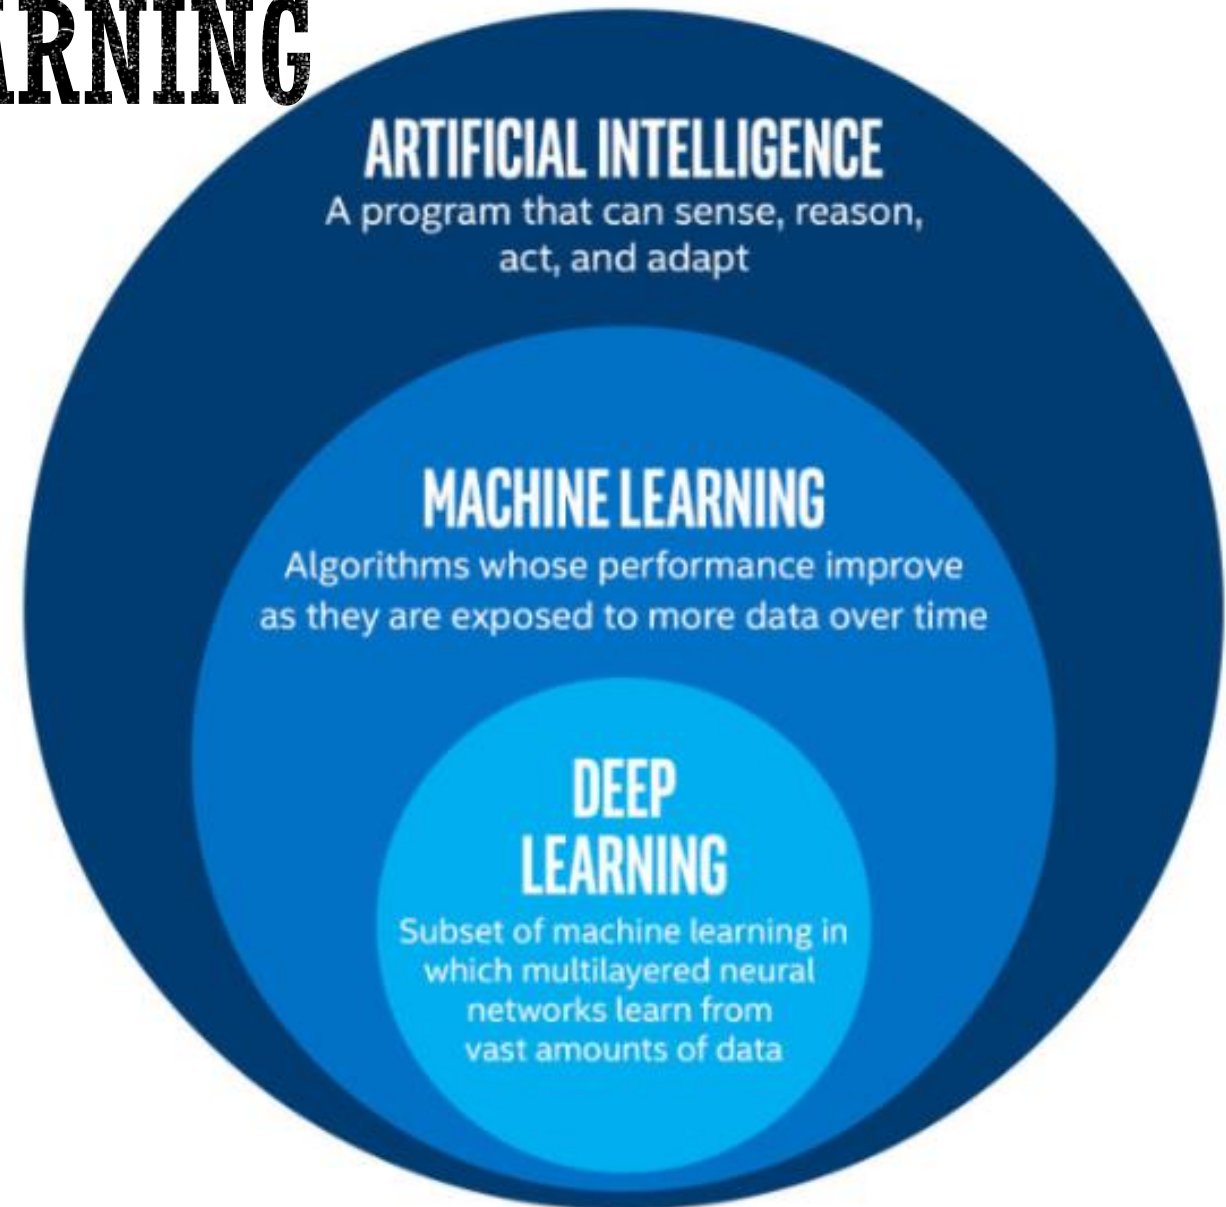 ARNING
ARTIFICIAL INTELLIGENCE
A program that can sense, reason,
act, and adapt
MACHINE LEARNING
Algorithms whose performance improve
as they are exposed to more data over time
DEEP
LEARNING
Subset of machine learning in
which multilayered neural
networks learn from
vast amounts of data